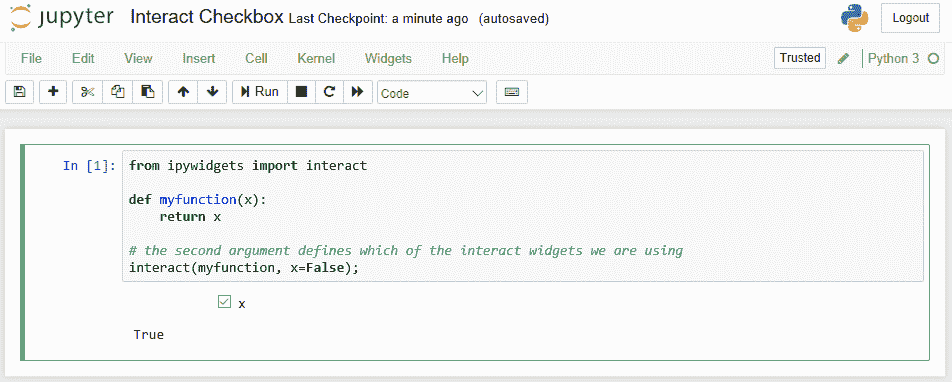 jupyter Interact Checkbox Last Checkpoint: a minute ago (autosaved)
Logout
File Edit View Insert Cell Kernel Widgets Help
Trusted
Python 3
Run
Code
In [1]: from ipywidgets import interact
def myfunction(x):
    return x
# the second argument defines which of the interact widgets we are using
interact(myfunction, x=False);
x
True